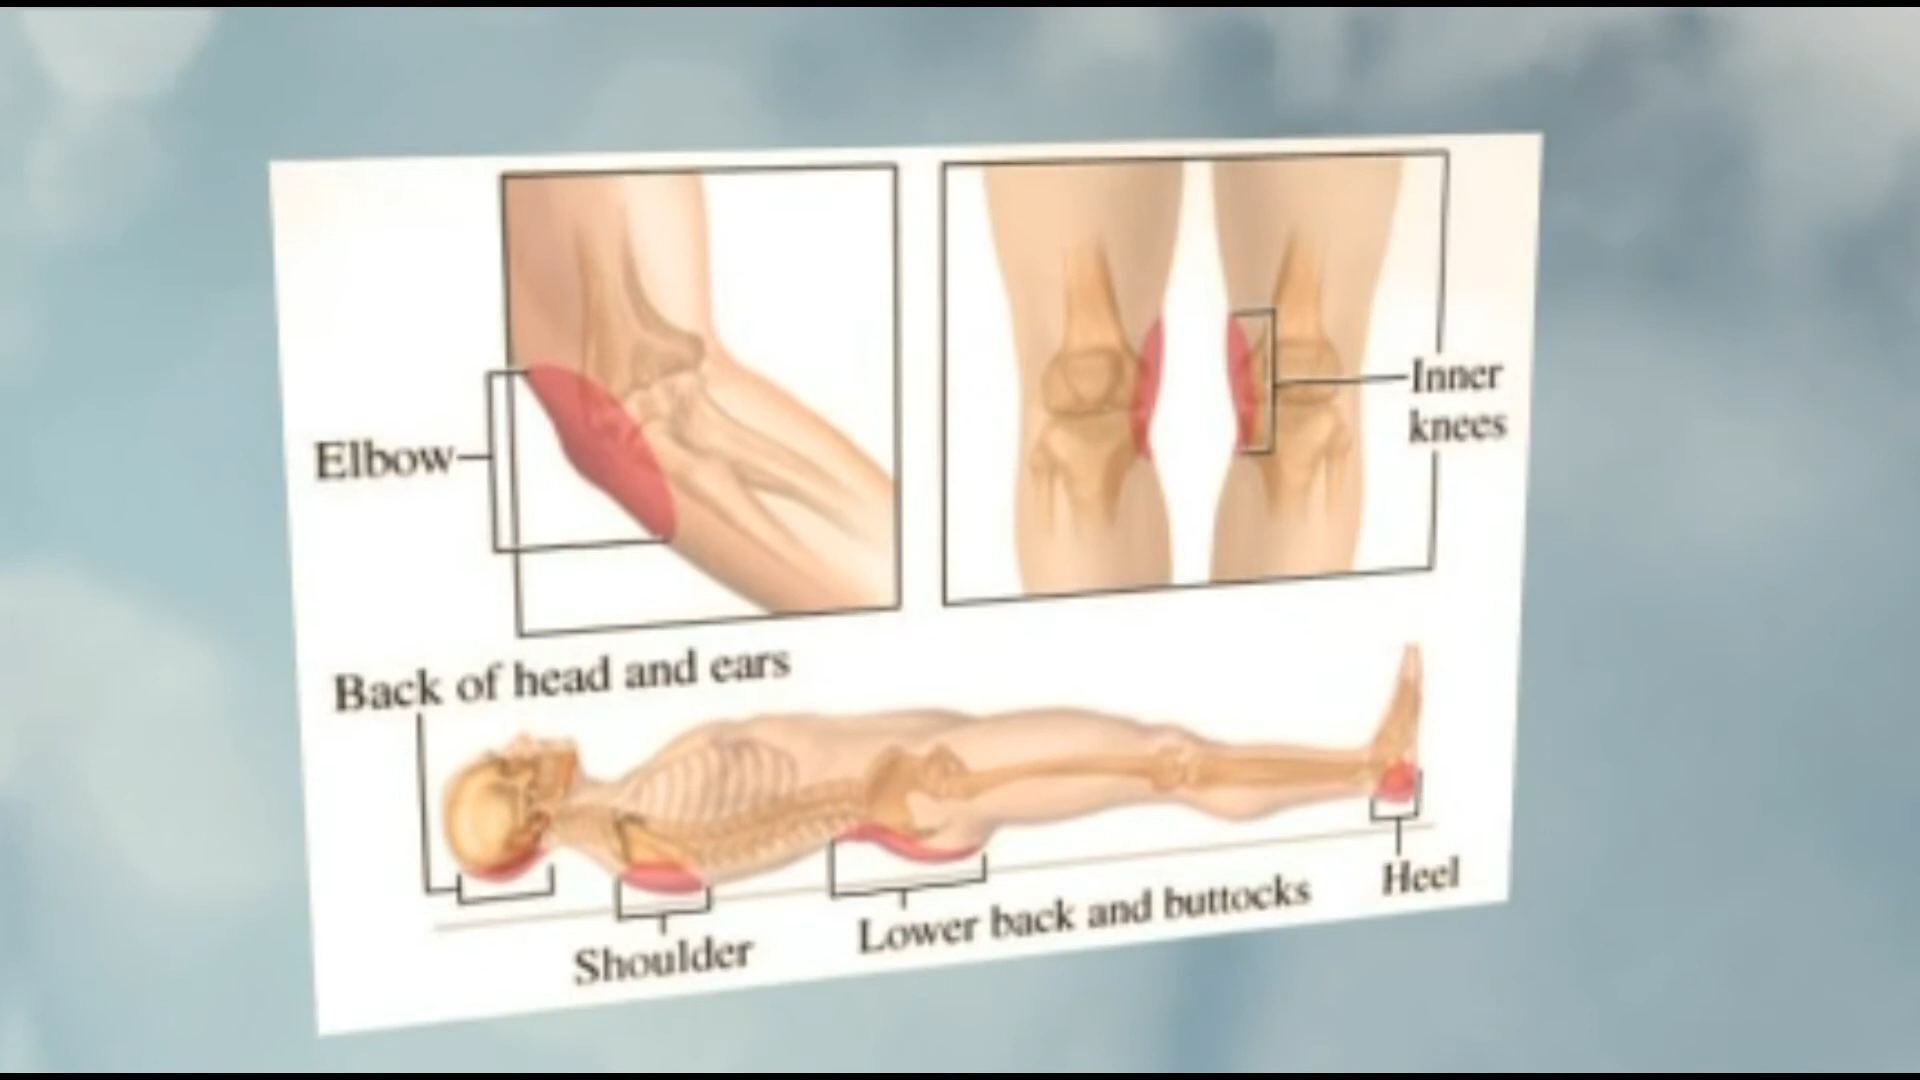 Elbow
Inner
knees
Back of head and ears
Shoulder
Lower back and buttocks
Heel